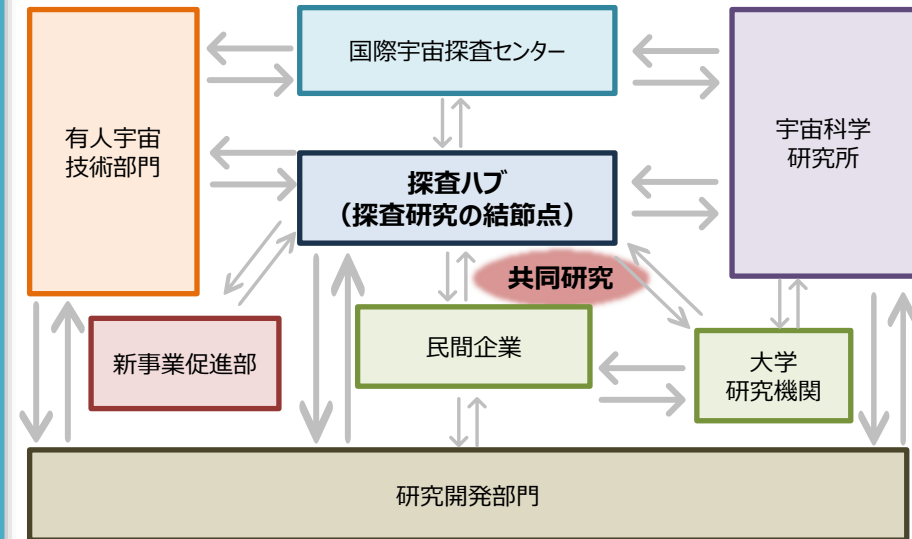 国際宇宙探査センター
有人宇宙
技術部門
宇宙科学
研究所
探査ハブ
(探査研究の結節点)
共同研究
新事業促進部
民間企業
大学
研究機関
研究開発部門